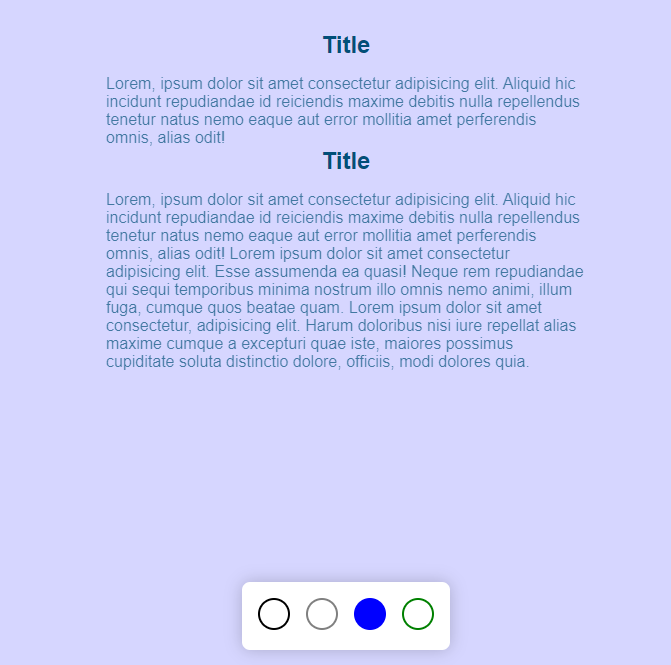 Title
Lorem, ipsum dolor sit amet consectetur adipisicing elit. Aliquid hic
incidunt repudiandae id reiciendis maxime debitis nulla repellendus
tenetur natus nemo eaque aut error mollitia amet perferendis
omnis, alias odit!
Title
Lorem, ipsum dolor sit amet consectetur adipisicing elit. Aliquid hic
incidunt repudiandae id reiciendis maxime debitis nulla repellendus
tenetur natus nemo eaque aut error mollitia amet perferendis
omnis, alias odit! Lorem ipsum dolor sit amet consectetur
adipisicing elit. Esse assumenda ea quasi! Neque rem repudiandae
qui sequi temporibus minima nostrum illo omnis nemo animi, illum
fuga, cumque quos beatae quam. Lorem ipsum dolor sit amet
consectetur, adipisicing elit. Harum doloribus nisi iure repellat alias
maxime cumque a excepturi quae iste, maiores possimus
cupiditate soluta distinctio dolore, officiis, modi dolores quia.